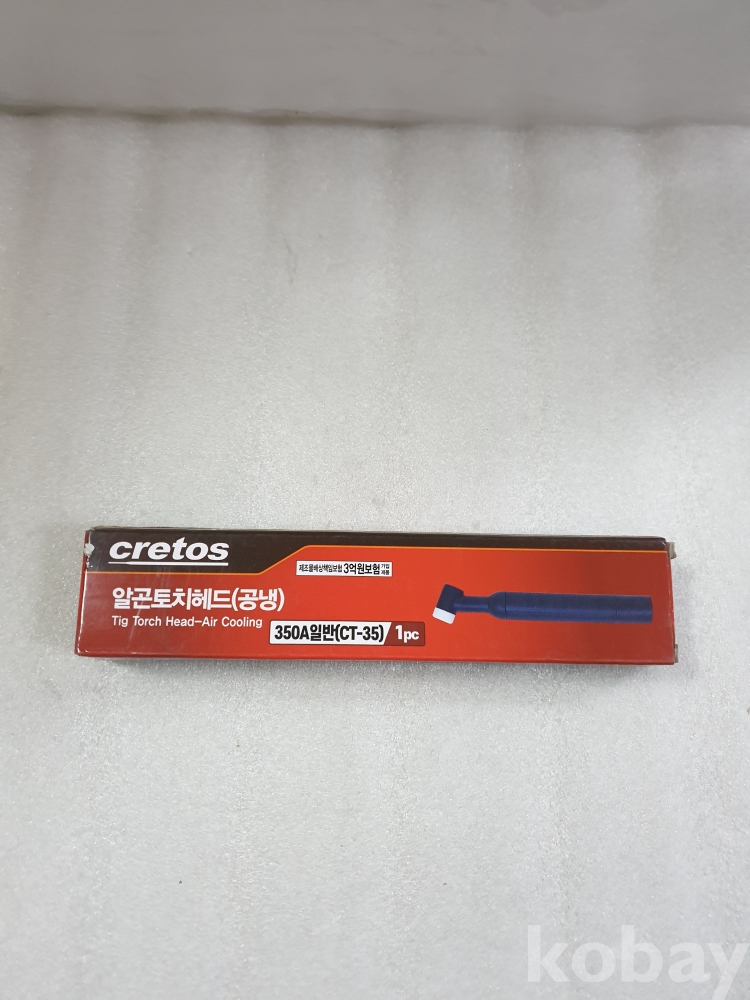 cretos
제조물배상책임보험 3억원보험 가입
제품
알곤토치헤드(공냉)
Tig Torch Head-Air Cooling
350A일반(CT-35) 1pc
kobay